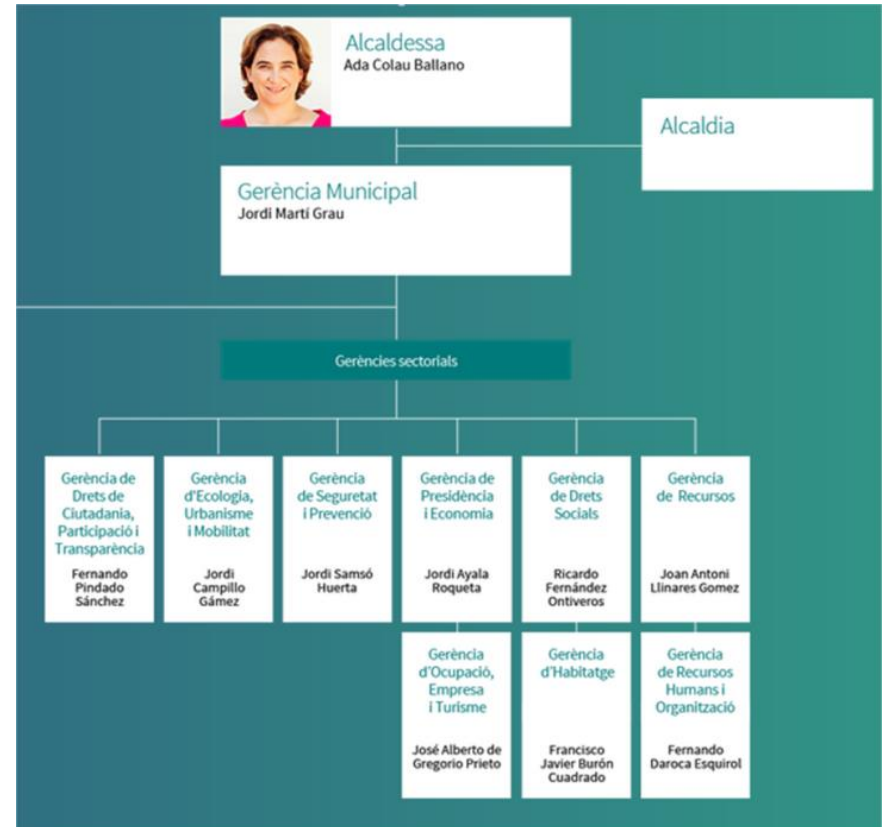 Alcaldessa
Ada Colau Ballano
Alcaldia
Gerència Municipal
Jordi Martí Grau
Gerències sectorials
Gerència de
Drets de
Ciutadania,
Participació i
Transparència
Fernando
Pindado
Sánchez
Gerència
d'Ecologia,
Urbanisme
i Mobilitat
Jordi
Campillo
Gámez
Gerència
de Seguretat
i Prevenció
Jordi Samsó
Huerta
Gerència de
Presidència
i Economia
Jordi Ayala
Roqueta
Gerència
de Drets
Socials
Ricardo
Fernández
Ontiveros
Gerència
de Recursos
Joan Antoni
Llinares Gomez
Gerència
d'Ocupació,
Empresa
i Turisme
José Alberto de
Gregorio Prieto
Gerència
d'Habitatge
Francisco
Javier Burón
Cuadrado
Gerència
de Recursos
Humans i
Organització
Fernando
Daroca Esquirol